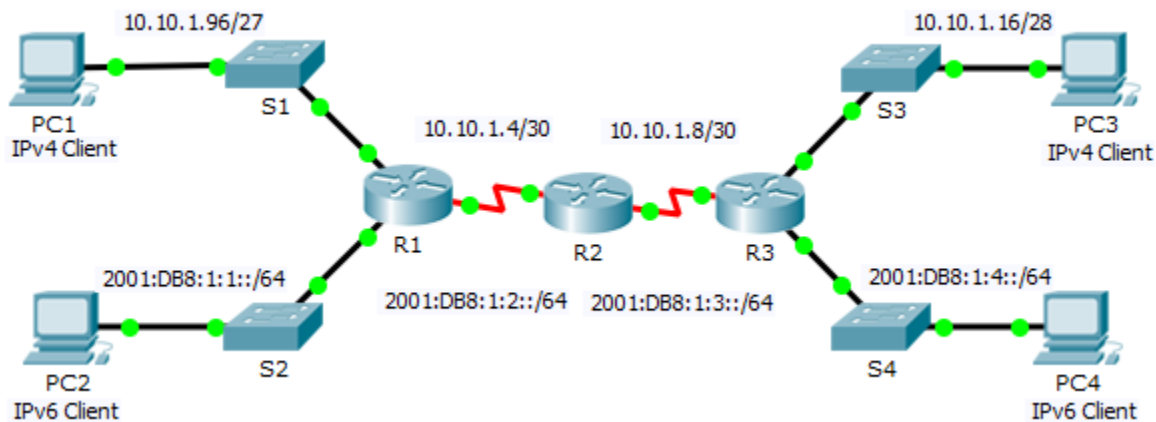 10.10.1.96/27
10.10.1.16/28
S1
S3
PC1
IPv4 Client
PC3
IPv4 Client
10.10.1.4/30
10.10.1.8/30
R1
R2
R3
2001:DB8:1:1::/64
2001:DB8:1:2::/64
2001:DB8:1:3::/64
2001:DB8:1:4::/64
S2
S4
PC2
IPv6 Client
PC4
IPv6 Client